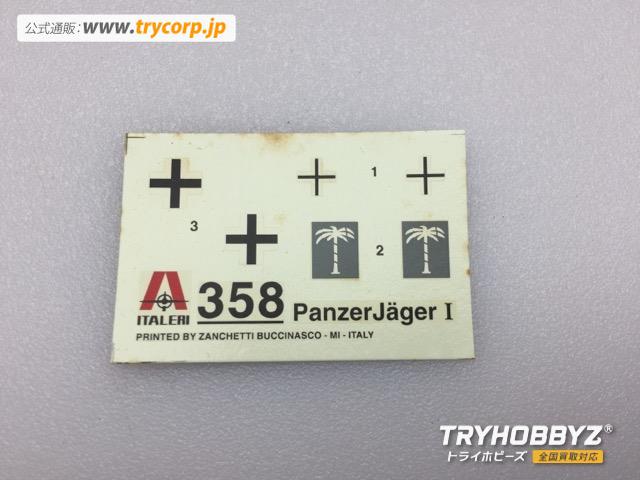 公式通販：www.trycorp.jp
1
3
2
ITALERI
358 PanzerJäger I
PRINTED BY ZANCHETTI BUCCINASCO - MI - ITALY
TRYHOBBYZ®
トライホビーズ 全国買取対応